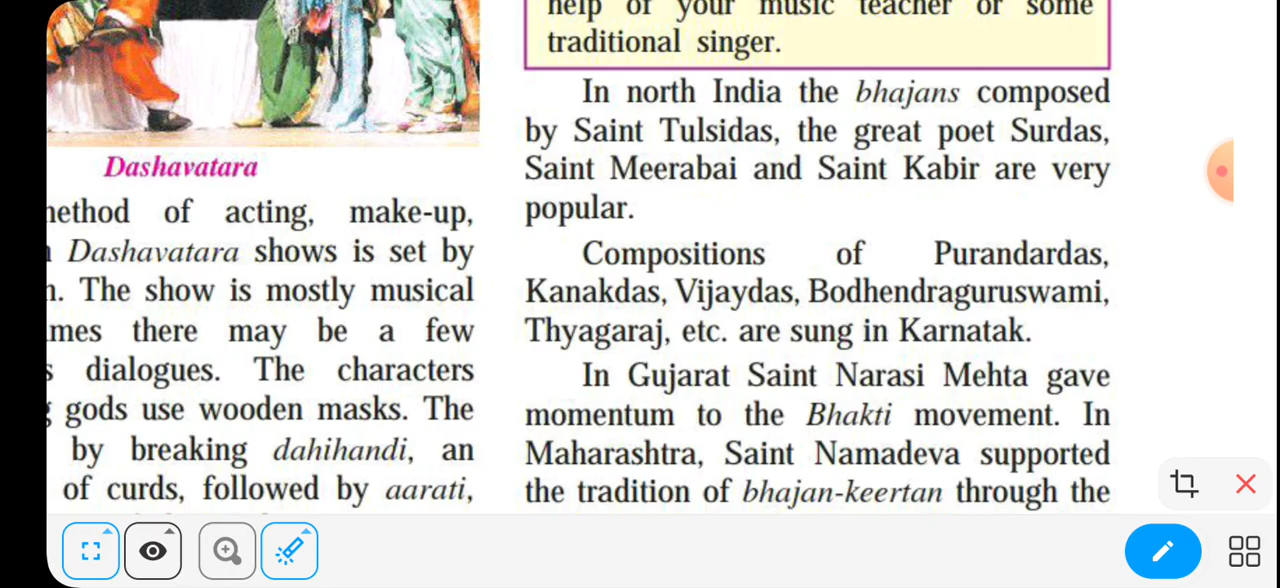 Dashavatara
of acting, make-up,
Dashavatara shows is set by
The show is mostly musical
there may be a few
dialogues. The characters
gods use wooden masks. The
by breaking dahihandi, an
of curds, followed by aarati,
help of your music teacher or some
traditional singer.
In north India the bhajans composed
by Saint Tulsidas, the great poet Surdas,
Saint Meerabai and Saint Kabir are very
popular.
Compositions of Purandardas,
Kanakdas, Vijaydas, Bodhendraguruswami,
Thyagaraj, etc. are sung in Karnatak.
In Gujarat Saint Narasi Mehta gave
momentum to the Bhakti movement. In
Maharashtra, Saint Namadeva supported
the tradition of bhajan-keertan through the